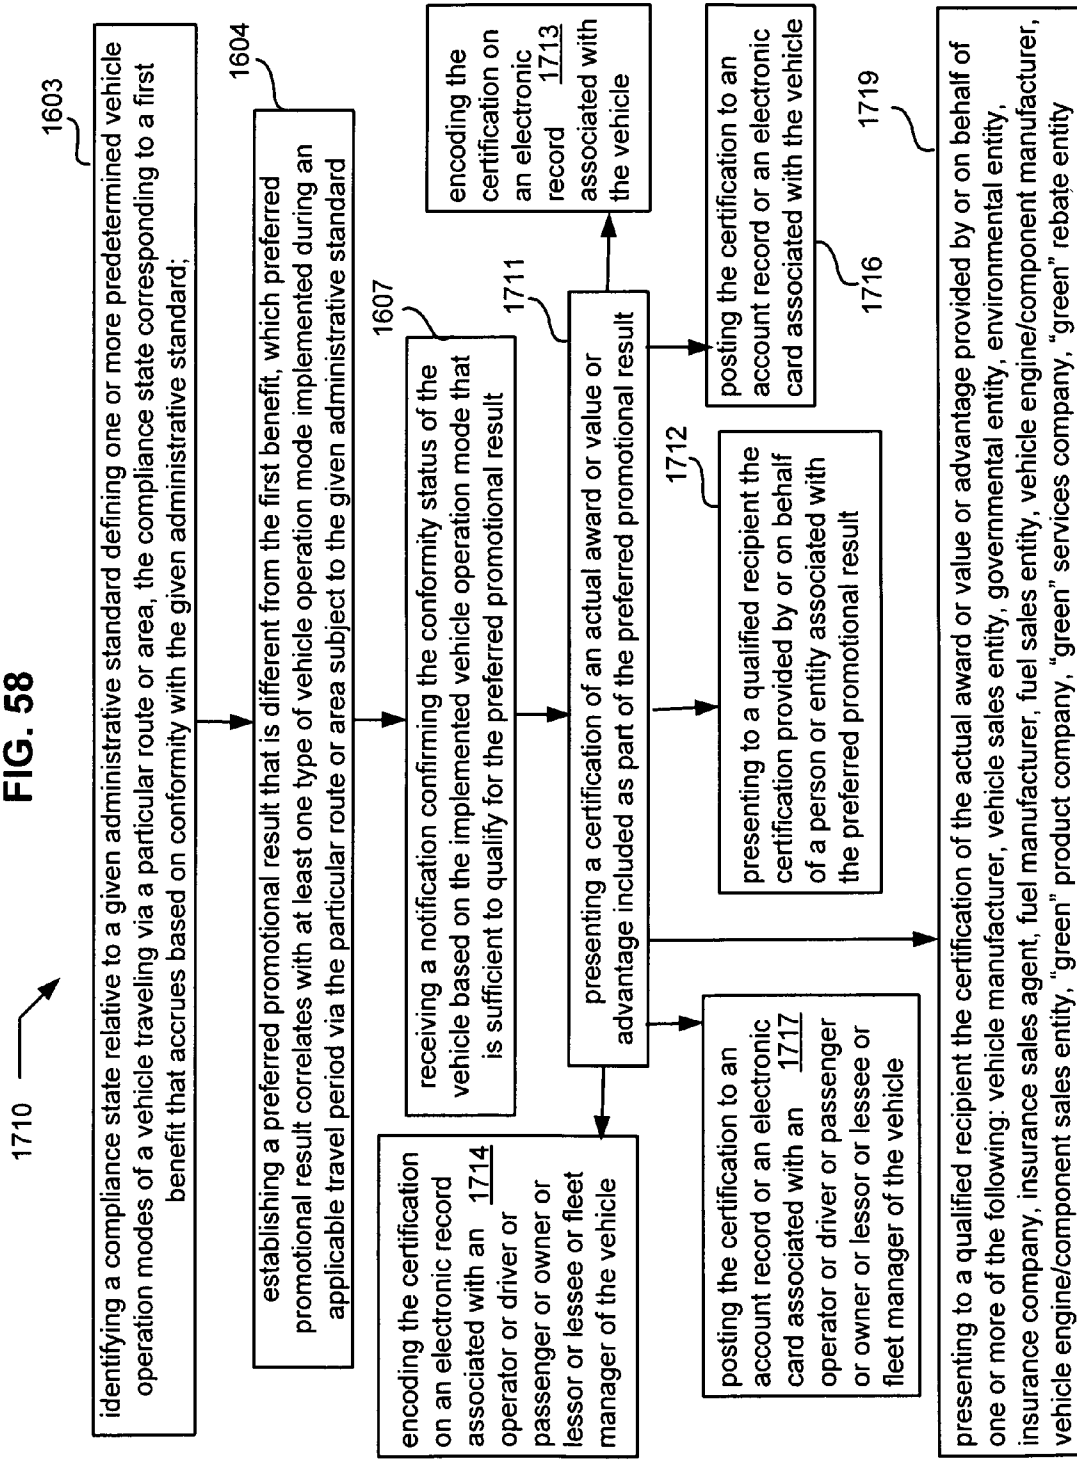 FIG. 58
1710
1603
identifying a compliance state relative to a given administrative standard defining one or more predetermined vehicle
operation modes of a vehicle traveling via a particular route or area, the compliance state corresponding to a first
benefit that accrues based on conformity with the given administrative standard;
1604
establishing a preferred promotional result that is different from the first benefit, which preferred
promotional result correlates with at least one type of vehicle operation mode implemented during an
applicable travel period via the particular route or area subject to the given administrative standard
1607
receiving a notification confirming the conformity status of the
vehicle based on the implemented vehicle operation mode that
is sufficient to qualify for the preferred promotional result
1711
presenting a certification of an actual award or value or
advantage included as part of the preferred promotional result
encoding the certification
on an electronic record
associated with an 1714
operator or driver or
passenger or owner or
lessor or lessee or fleet
manager of the vehicle
encoding the
certification on
an electronic
record 1713
associated with
the vehicle
posting the certification to an
account record or an electronic
card associated with an 1717
operator or driver or passenger
or owner or lessor or lessee or
fleet manager of the vehicle
1712
presenting to a qualified recipient the
certification provided by or on behalf
of a person or entity associated with
the preferred promotional result
posting the certification to an
account record or an electronic
card associated with the vehicle
1716
1719
presenting to a qualified recipient the certification of the actual award or value or advantage provided by or on behalf of
one or more of the following: vehicle manufacturer, vehicle sales entity, governmental entity, environmental entity,
insurance company, insurance sales agent, fuel manufacturer, fuel sales entity, vehicle engine/component manufacturer,
vehicle engine/component sales entity, “green” product company, “green” services company, “green” rebate entity